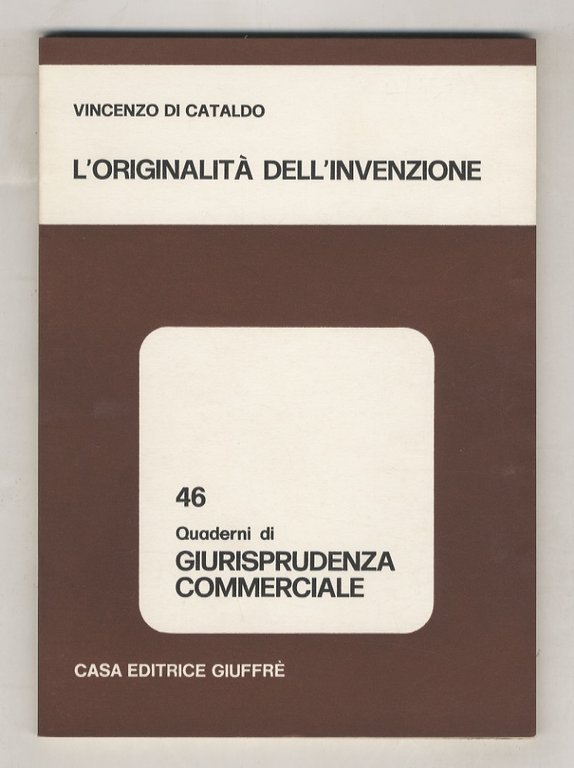 VINCENZO DI CATALDO
L'ORIGINALITÀ DELL'INVENZIONE
46
Quaderni di
GIURISPRUDENZA
COMMERCIALE
CASA EDITRICE GIUFFRÈ